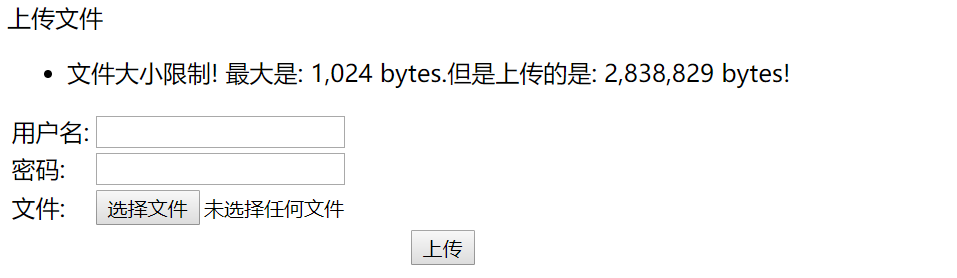 上传文件
• 文件大小限制! 最大是: 1,024 bytes.但是上传的是: 2,838,829 bytes!
用户名:
密码:
文件: 选择文件 未选择任何文件
上传